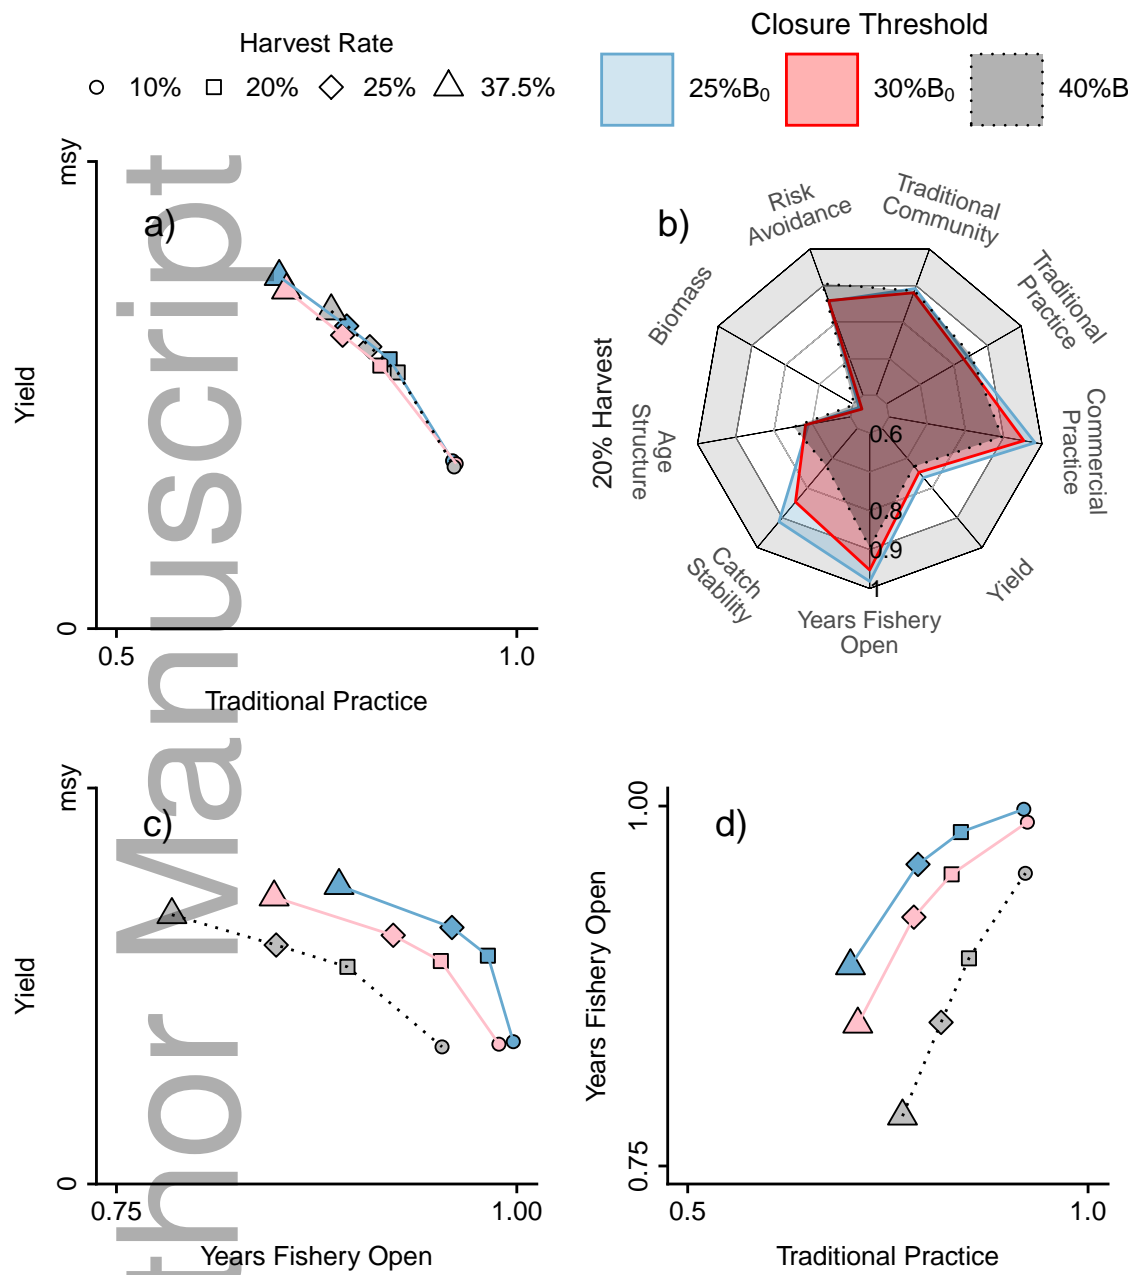 Harvest Rate
10% 20% 25% 37.5%
Closure Threshold
25%B₀ 30%B₀ 40%B
a)
msy
Yield
0
0.5 1.0
Traditional Practice
b)
20% Harvest
Risk
Avoidance
Traditional
Community
Traditional
Practice
Commercial
Practice
Yield
Years Fishery
Open
Catch
Stability
Age
Structure
Biomass
0.6
0.8
0.9
1
c)
msy
Yield
0
0.75 1.00
Years Fishery Open
d)
1.00
Years Fishery Open
0.75
0.5 1.0
Traditional Practice
thor Manuscript